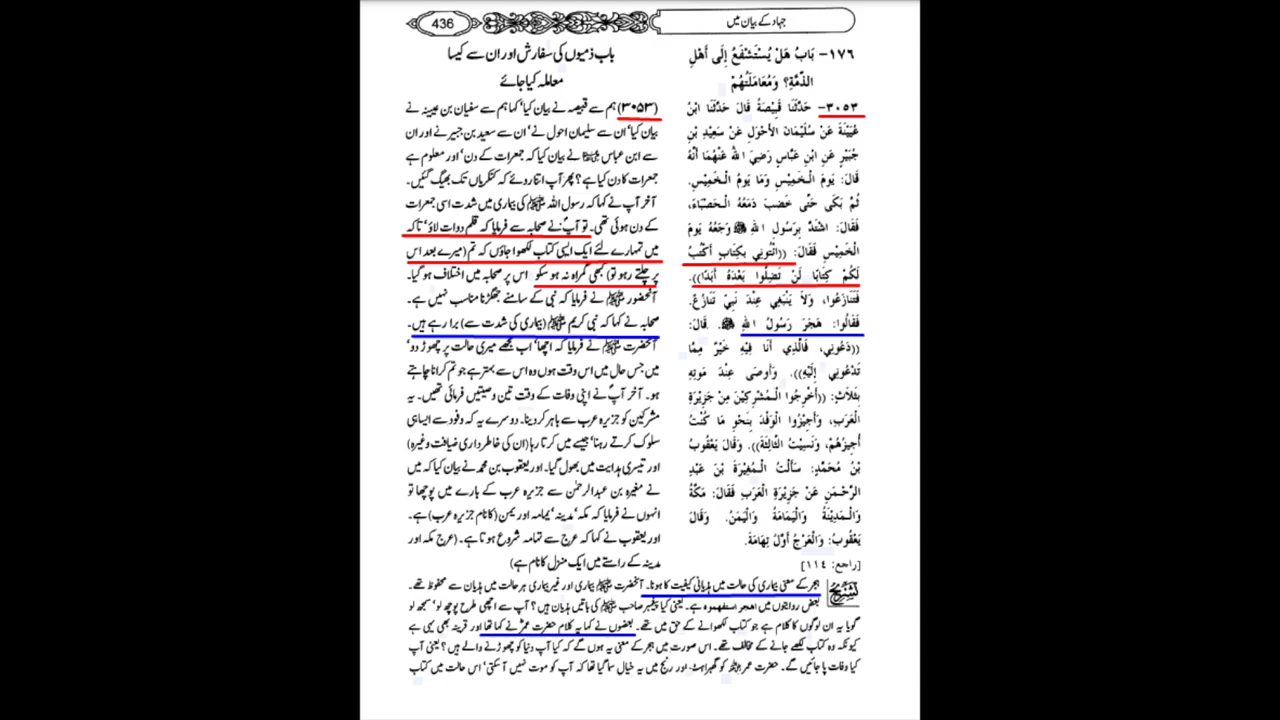 جہاد کے بیان میں
436
١٧٦- بَابُ هَلْ يُسْتَشْفَعُ إِلَى أَهْلِ
الذِّمَّةِ؟ وَمُعَامَلَتُهُمْ
٣٠٥٣- حَدَّثَنَا قَبِيصَةُ قَالَ حَدَّثَنَا ابْنُ
عُيَيْنَةَ عَنْ سُلَيْمَانَ الأَحْوَلِ عَنْ سَعِيدِ بْنِ
جُبَيْرٍ عَنِ ابْنِ عَبَّاسٍ رَضِيَ اللهُ عَنْهُمَا أَنَّهُ
قَالَ: يَوْمُ الْخَمِيسِ وَمَا يَوْمُ الْخَمِيسِ.
ثُمَّ بَكَى حَتَّى خَضَبَ دَمْعُهُ الْحَصْبَاءَ،
فَقَالَ: اشْتَدَّ بِرَسُولِ اللهِ ﷺ وَجَعُهُ يَوْمَ
الْخَمِيسِ فَقَالَ: ((ائْتُونِي بِكِتَابٍ أَكْتُبْ
لَكُمْ كِتَابًا لَنْ تَضِلُّوا بَعْدَهُ أَبَدًا)).
فَتَنَازَعُوا، وَلاَ يَنْبَغِي عِنْدَ نَبِيٍّ تَنَازُعٌ.
فَقَالُوا: هَجَرَ رَسُولُ اللهِ ﷺ. قَالَ:
((دَعُونِي، فَالَّذِي أَنَا فِيهِ خَيْرٌ مِمَّا
تَدْعُونِي إِلَيْهِ)). وَأَوْصَى عِنْدَ مَوْتِهِ
بِثَلاَثٍ: ((أَخْرِجُوا الْمُشْرِكِينَ مِنْ جَزِيرَةِ
الْعَرَبِ، وَأَجِيزُوا الْوَفْدَ بِنَحْوِ مَا كُنْتُ
أُجِيزُهُمْ، وَنَسِيتُ الثَّالِثَةَ)). وَقَالَ يَعْقُوبُ
بْنُ مُحَمَّدٍ: سَأَلْتُ الْمُغِيرَةَ بْنَ عَبْدِ
الرَّحْمَنِ عَنْ جَزِيرَةِ الْعَرَبِ فَقَالَ: مَكَّةُ
وَالْمَدِينَةُ وَالْيَمَامَةُ وَالْيَمَنُ. وَقَالَ
يَعْقُوبُ: وَالْعَرْجُ أَوَّلُ تِهَامَةَ.
[راجع: ١١٤]
باب ذمیوں کی سفارش اور ان سے کیسا
معاملہ کیا جائے
(۳۰۵۳) ہم سے قبیصہ نے بیان کیا' کہا ہم سے سفیان بن عیینہ نے
بیان کیا' ان سے سلیمان احول نے' ان سے سعید بن جبیر نے اور ان
سے ابن عباس ؓ نے بیان کیا کہ جمعرات کے دن' اور معلوم ہے
جمعرات کا دن کیا ہے؟ پھر آپ اتنا روئے کہ کنکریاں تک بھیگ گئیں۔
آخر آپ نے کہا کہ رسول اللہ ﷺ کی بیماری میں شدت اسی جمعرات
کے دن ہوئی تھی۔ تو آپ نے صحابہ سے فرمایا کہ قلم دوات لاؤ' تاکہ
میں تمہارے لئے ایک ایسی کتاب لکھوا جاؤں کہ تم (میرے بعد اس
پر چلتے رہو تو) کبھی گمراہ نہ ہو سکو اس پر صحابہ میں اختلاف ہو گیا۔
آنحضور ﷺ نے فرمایا کہ نبی کے سامنے جھگڑنا مناسب نہیں ہے۔
صحابہ نے کہا کہ نبی کریم ﷺ (بیماری کی شدت سے) برا رہے ہیں۔
آنحضرت ﷺ نے فرمایا کہ اچھا' اب مجھے میری حالت پر چھوڑ دو'
میں جس حال میں اس وقت ہوں وہ اس سے بہتر ہے جو تم کرانا چاہتے
ہو۔ آخر آپ نے اپنی وفات کے وقت تین وصیتیں فرمائی تھیں۔ یہ
مشرکین کو جزیرہ عرب سے باہر کر دینا۔ دوسرے یہ کہ وفود سے ایسا ہی
سلوک کرتے رہنا' جیسے میں کرتا رہا (ان کی خاطر داری ضیافت وغیرہ)
اور تیسری ہدایت میں بھول گیا۔ اور یعقوب بن محمد نے بیان کیا کہ میں
نے مغیرہ بن عبدالرحمٰن سے جزیرہ عرب کے بارے میں پوچھا تو
انہوں نے فرمایا کہ مکہ' مدینہ' یمامہ اور یمن (کا نام جزیرہ عرب) ہے۔
اور یعقوب نے کہا کہ عرج سے تہامہ شروع ہوتا ہے۔ (عرج مکہ اور
مدینہ کے راستے میں ایک منزل کا نام ہے)
تشریح ہجر کے معنی بیماری کی حالت میں ہذیانی کیفیت کا ہونا۔ آنحضرت ﷺ بیماری اور غیر بیماری ہر حالت میں ہذیان سے محفوظ تھے۔
بعض روایتوں میں اھجر استفہموہ ہے۔ یعنی کیا پیغمبر صاحب ﷺ کی باتیں ہذیان ہیں؟ آپ سے اچھی طرح پوچھ لو' سمجھ لو
گویا یہ ان لوگوں کا کلام ہے جو کتاب لکھوانے کے حق میں تھے۔ بعضوں نے کہا یہ کلام حضرت عمر نے کہا تھا اور قرینہ بھی یہی ہے
کیونکہ وہ کتاب لکھے جانے کے مخالف تھے۔ اس صورت میں ہجر کے معنی یہ ہوں گے کہ کیا آپ دنیا کو چھوڑنے والے ہیں؟ یعنی آپ
کیا وفات پا جائیں گے۔ حضرت عمر ؓ کو گھبراہٹ اور رنج میں یہ خیال سما گیا تھا کہ آپ کو موت نہیں آ سکتی' اس حالت میں کتاب